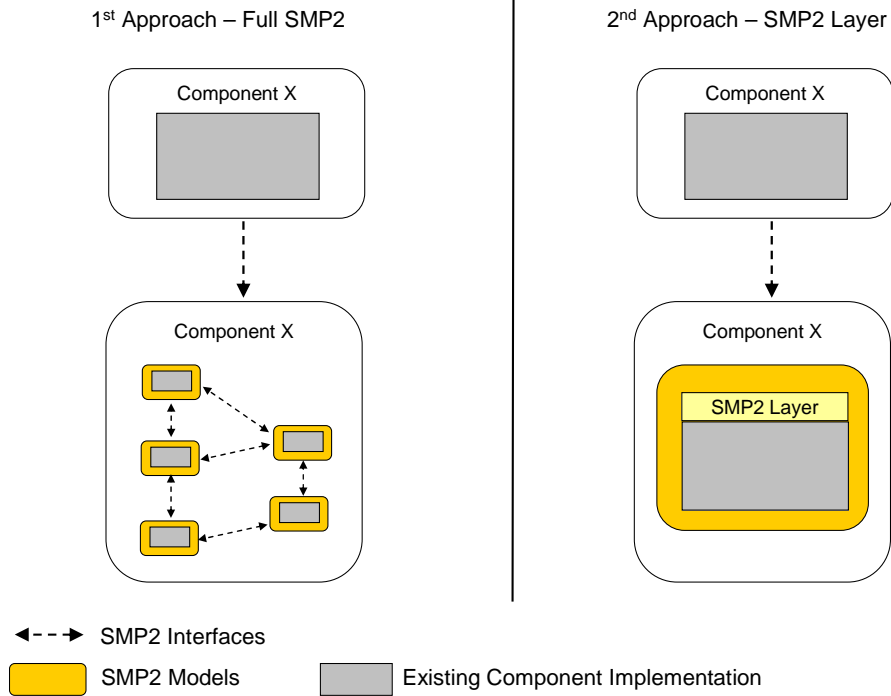 1st Approach – Full SMP2
Component X
Component X
2nd Approach – SMP2 Layer
Component X
Component X
SMP2 Layer
SMP2 Interfaces
SMP2 Models
Existing Component Implementation